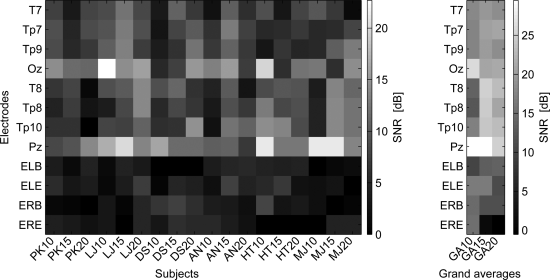 T7
Tp7
Tp9
Oz
T8
Tp8
Tp10
Pz
ELB
ELE
ERB
ERE
Electrodes
PK10 PK15 PK20 LJ10 LJ15 LJ20 DS10 DS15 DS20 AN10 AN15 AN20 HT10 HT15 HT20 MJ10 MJ15 MJ20
Subjects
20
15
10
5
0
SNR [dB]
T7
Tp7
Tp9
Oz
T8
Tp8
Tp10
Pz
ELB
ELE
ERB
ERE
GA10 GA15 GA20
Grand averages
25
20
15
10
5
0
SNR [dB]